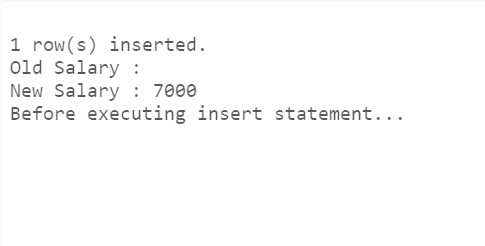 1 row(s) inserted.
Old Salary :
New Salary : 7000
Before executing insert statement...